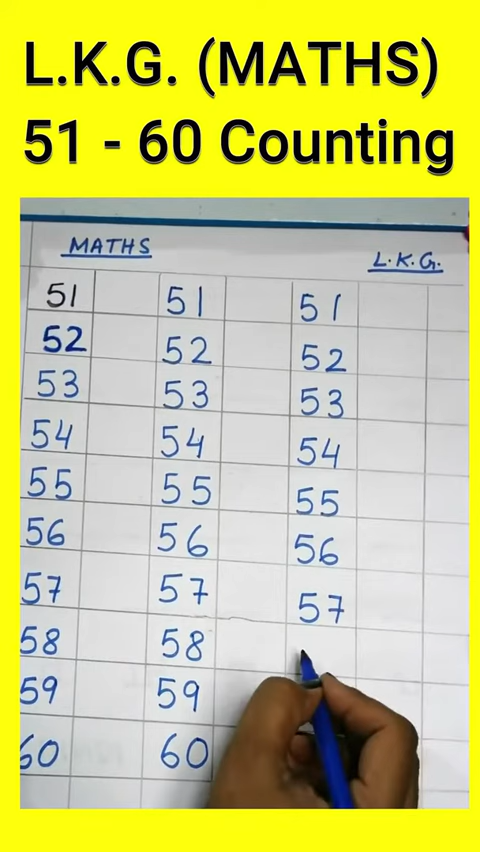 L.K.G. (MATHS)
51 - 60 Counting
MATHS
L.K.G.
51 51 51
52 52 52
53 53 53
54 54 54
55 55 55
56 56 56
57 57 57
58 58
59 59
60 60